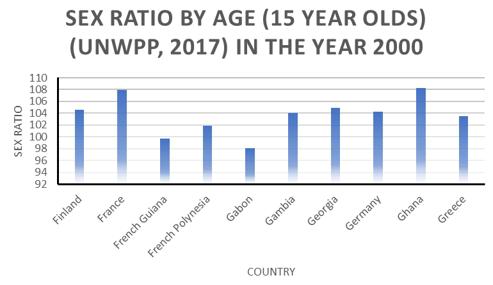 SEX RATIO BY AGE (15 YEAR OLDS)
(UNWPP, 2017) IN THE YEAR 2000
SEX RATIO
110
108
106
104
102
100
98
96
94
92
Finland
France
French Guiana
French Polynesia
Gabon
Gambia
Georgia
Germany
Ghana
Greece
COUNTRY